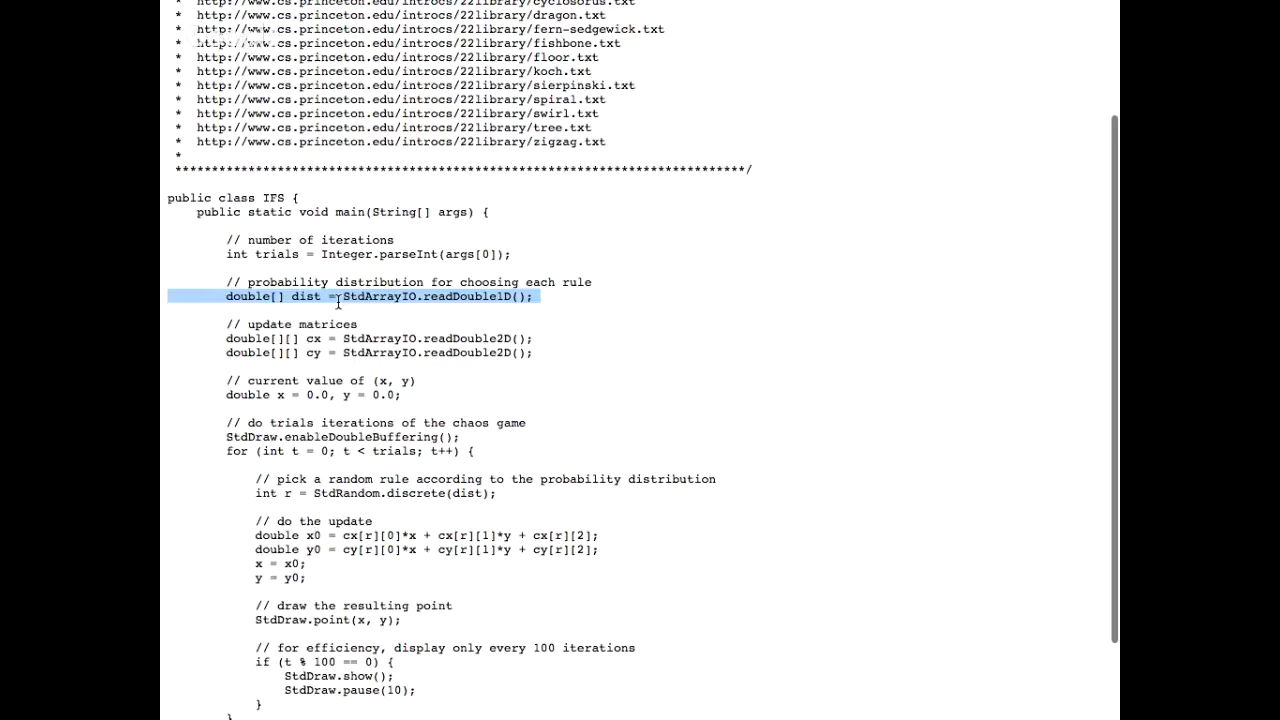 * http://www.cs.princeton.edu/introcs/22library/cyclosorus.txt
* http://www.cs.princeton.edu/introcs/22library/dragon.txt
* http://www.cs.princeton.edu/introcs/22library/fern-sedgewick.txt
* http://www.cs.princeton.edu/introcs/22library/fishbone.txt
* http://www.cs.princeton.edu/introcs/22library/floor.txt
* http://www.cs.princeton.edu/introcs/22library/koch.txt
* http://www.cs.princeton.edu/introcs/22library/sierpinski.txt
* http://www.cs.princeton.edu/introcs/22library/spiral.txt
* http://www.cs.princeton.edu/introcs/22library/swirl.txt
* http://www.cs.princeton.edu/introcs/22library/tree.txt
* http://www.cs.princeton.edu/introcs/22library/zigzag.txt
*
******************************************************************************/
public class IFS {
public static void main(String[] args) {
// number of iterations
int trials = Integer.parseInt(args[0]);
// probability distribution for choosing each rule
double[] dist = StdArrayIO.readDouble1D();
// update matrices
double[][] cx = StdArrayIO.readDouble2D();
double[][] cy = StdArrayIO.readDouble2D();
// current value of (x, y)
double x = 0.0, y = 0.0;
// do trials iterations of the chaos game
StdDraw.enableDoubleBuffering();
for (int t = 0; t < trials; t++) {
// pick a random rule according to the probability distribution
int r = StdRandom.discrete(dist);
// do the update
double x0 = cx[r][0]*x + cx[r][1]*y + cx[r][2];
double y0 = cy[r][0]*x + cy[r][1]*y + cy[r][2];
x = x0;
y = y0;
// draw the resulting point
StdDraw.point(x, y);
// for efficiency, display only every 100 iterations
if (t % 100 == 0) {
StdDraw.show();
StdDraw.pause(10);
}
}